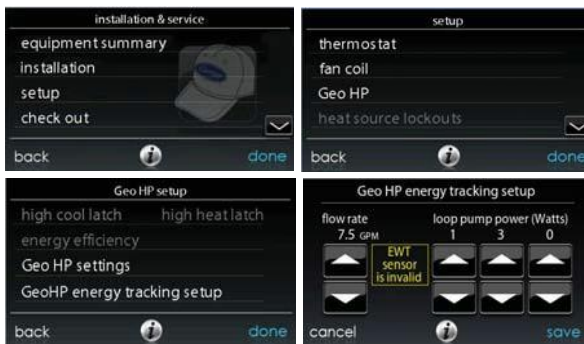 installation & service
equipment summary
installation
setup
check out
back
i
done
setup
thermostat
fan coil
Geo HP
heat source lockouts
back
i
done
Geo HP setup
high cool latch high heat latch
energy efficiency
Geo HP settings
GeoHP energy tracking setup
back
i
done
Geo HP energy tracking setup
flow rate loop pump power (Watts)
7.5 GPM 1 3 0
EWT
sensor
is invalid
cancel
i
save